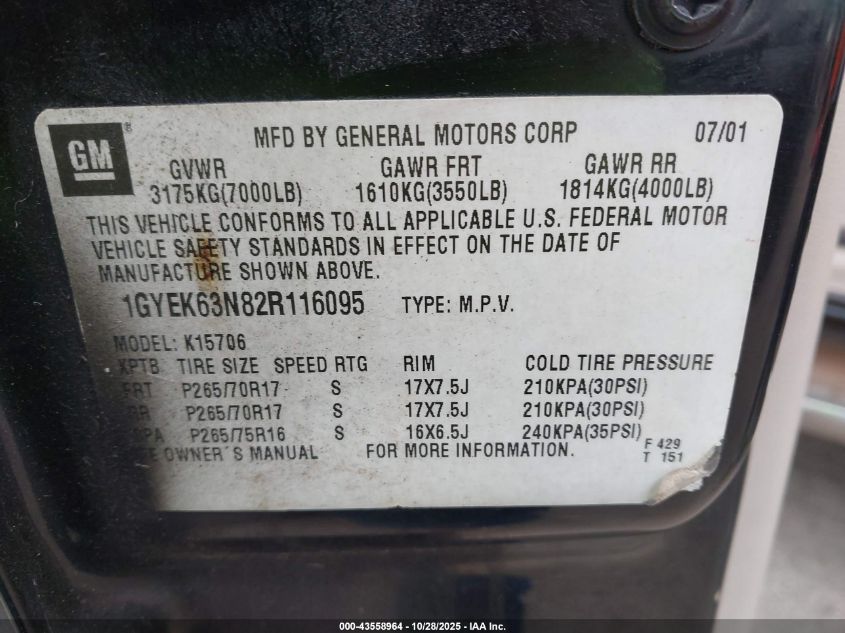 GM ®
MFD BY GENERAL MOTORS CORP 07/01
GVWR GAWR FRT GAWR RR
3175KG(7000LB) 1610KG(3550LB) 1814KG(4000LB)
THIS VEHICLE CONFORMS TO ALL APPLICABLE U.S. FEDERAL MOTOR
VEHICLE SAFETY STANDARDS IN EFFECT ON THE DATE OF
MANUFACTURE SHOWN ABOVE.
1GYEK63N82R116095 TYPE: M.P.V.
MODEL: K15706
KPTB TIRE SIZE SPEED RTG RIM COLD TIRE PRESSURE
FRT P265/70R17 S 17X7.5J 210KPA(30PSI)
P265/70R17 S 17X7.5J 210KPA(30PSI)
P265/75R16 S 16X6.5J 240KPA(35PSI)
OWNER'S MANUAL FOR MORE INFORMATION.
F 429
T 151
000-43558964 | 10/28/2025 - IAA Inc.